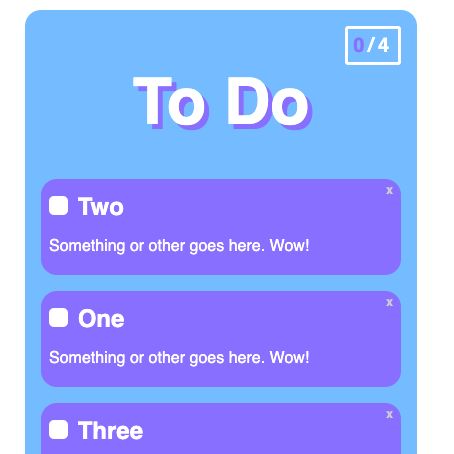 0/4
To Do
x
Two
Something or other goes here. Wow!
x
One
Something or other goes here. Wow!
x
Three